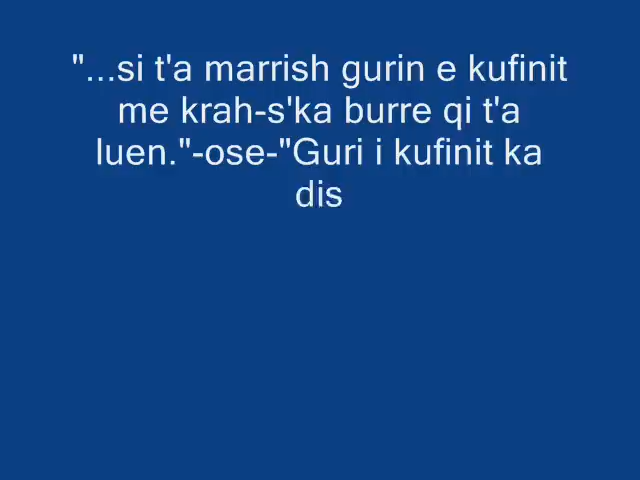 "...si t'a marrish gurin e kufinit
me krah-s'ka burre qi t'a
luen."-ose-"Guri i kufinit ka
dis